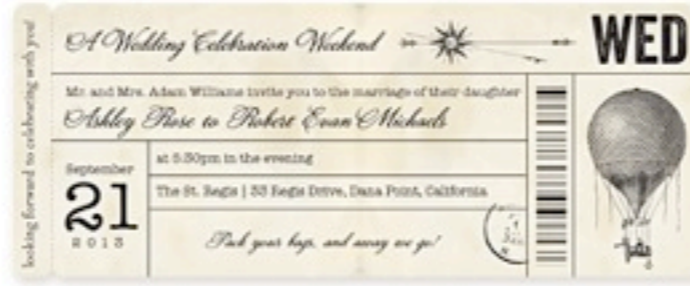 looking forward to celebrating with you!
A Wedding Celebration Weekend
WED
Mr. and Mrs. Adam Williams invite you to the marriage of their daughter
Ashley Rose to Robert Evan Michaels
September
21
2013
at 5:30pm in the evening
The St. Regis | 33 Regis Drive, Dana Point, California
Pack your bags, and away we go!